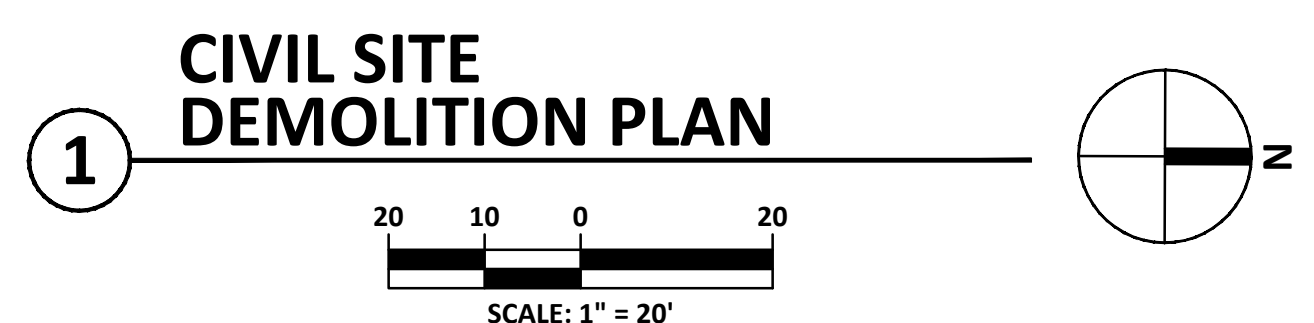 CIVIL SITE
DEMOLITION PLAN
1
N
20 10 0 20
SCALE: 1" = 20'